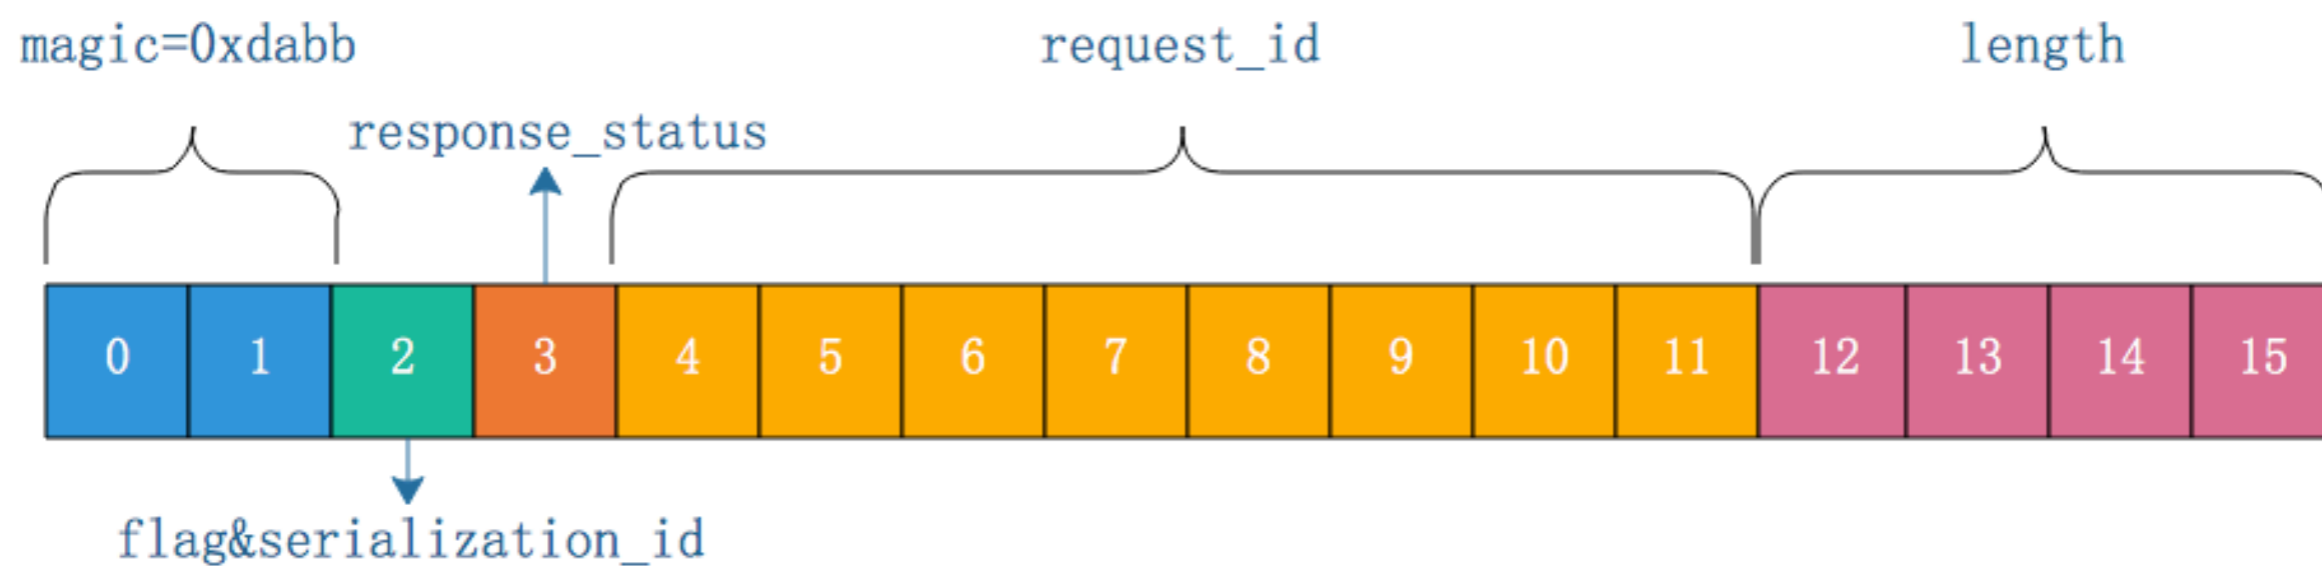 magic=0xdabb
request_id
length
response_status
0 1 2 3 4 5 6 7 8 9 10 11 12 13 14 15
flag&serialization_id